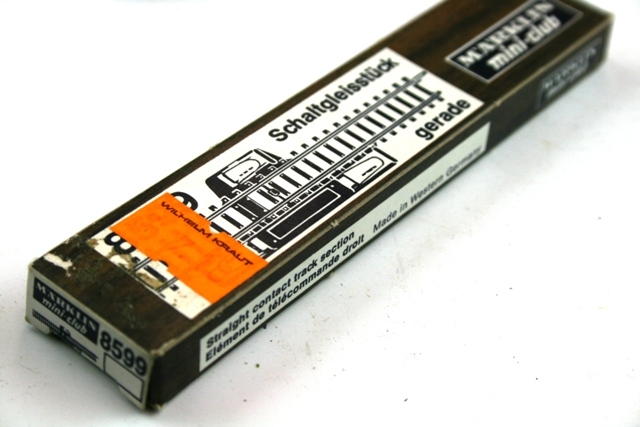 MÄRKLIN
mini-club
Schaltgleisstück
gerade
WILHELM KRAUT
8
Straight contact track section
Elément de télécommande droit
Made in Western Germany
MÄRKLIN
mini-club
8599